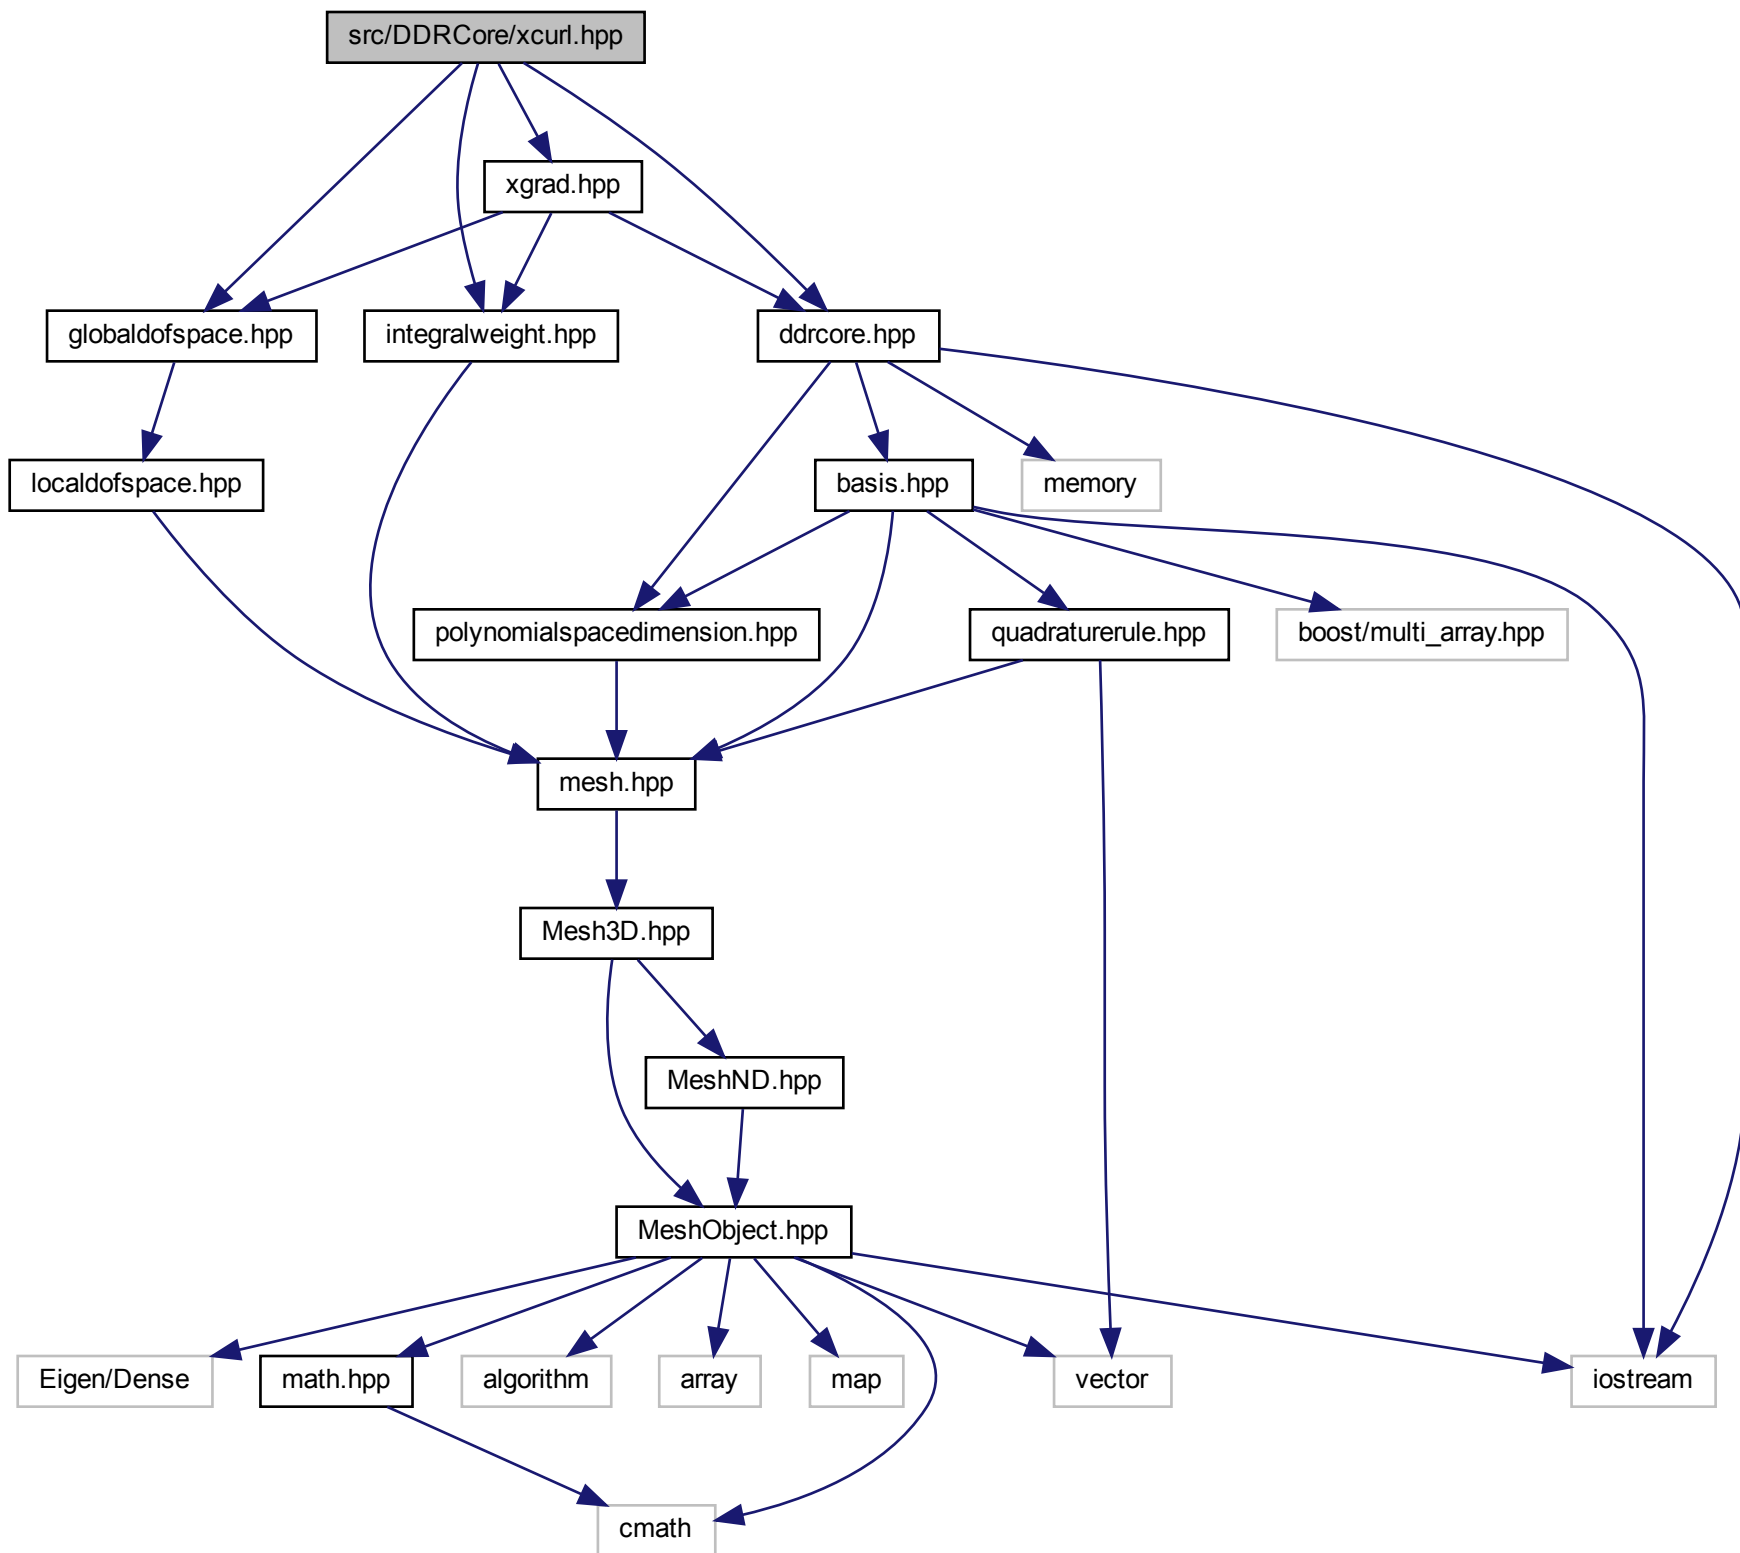 src/DDRCore/xcurl.hpp
xgrad.hpp
globaldofspace.hpp
integralweight.hpp
ddrcore.hpp
localdofspace.hpp
basis.hpp
memory
polynomialspacedimension.hpp
quadraturerule.hpp
boost/multi_array.hpp
mesh.hpp
Mesh3D.hpp
MeshND.hpp
MeshObject.hpp
Eigen/Dense
math.hpp
algorithm
array
map
vector
iostream
cmath